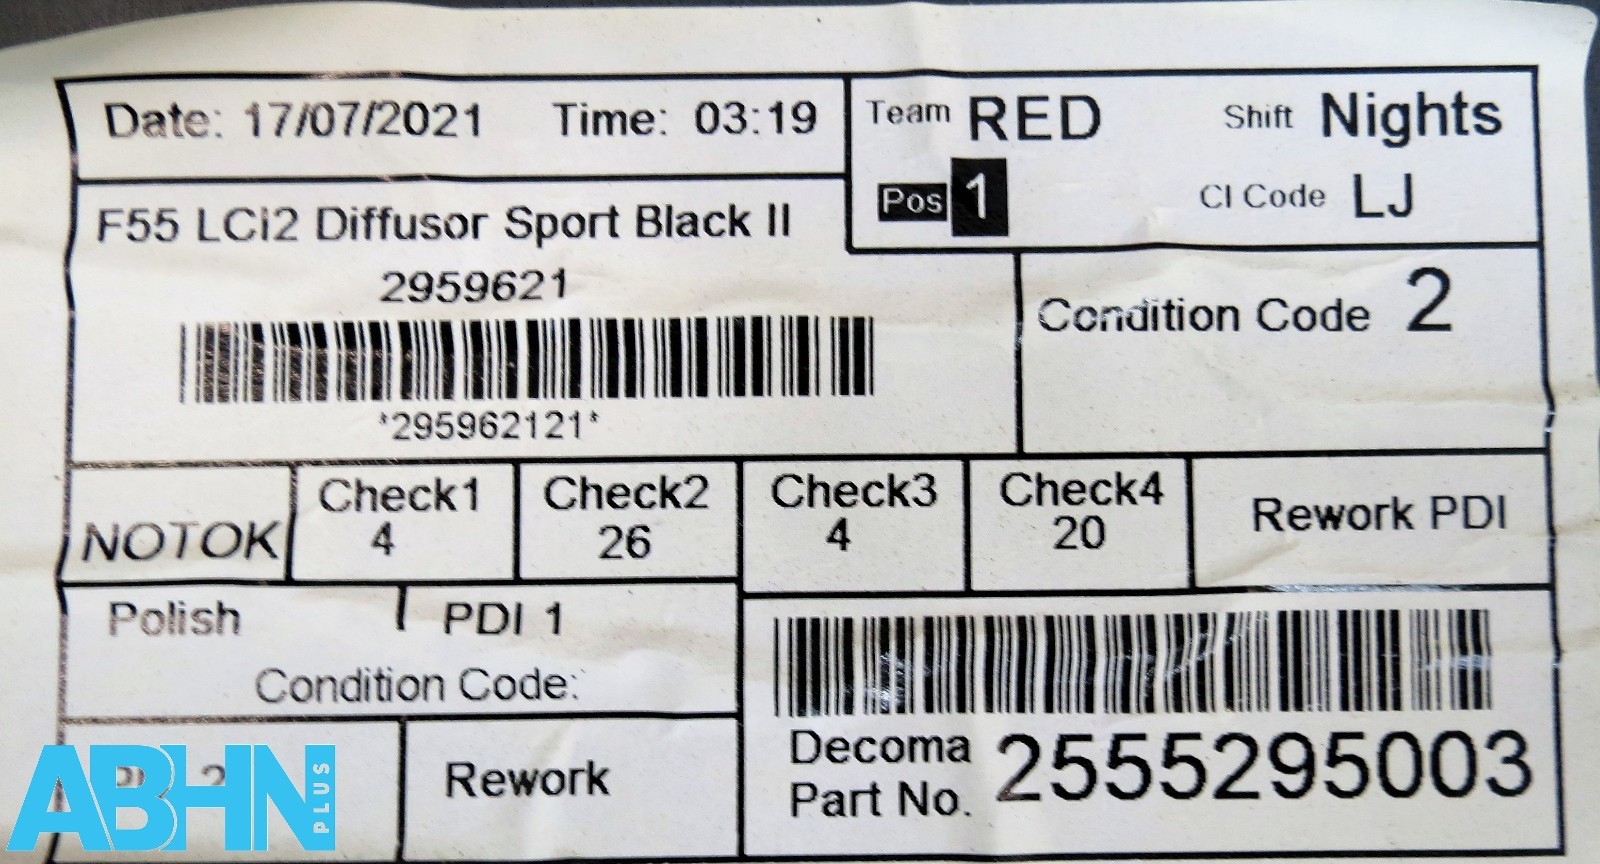 Date: 17/07/2021 Time: 03:19
Team RED Shift Nights
Pos 1 CI Code LJ
F55 LCi2 Diffusor Sport Black II
2959621
*295962121*
Condition Code 2
NOTOK
Check1
4
Check2
26
Check3
4
Check4
20
Rework PDI
Polish PDI 1
Condition Code:
2
Rework
Decoma
Part No. 2555295003
ABHN PLUS